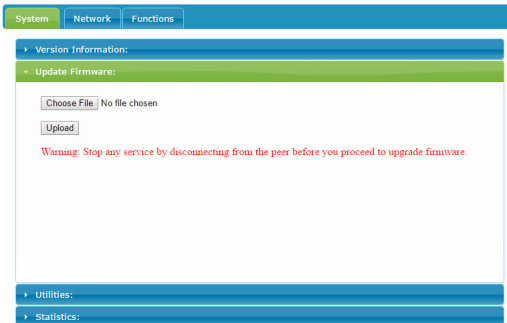 System Network Functions
Version Information:
Update Firmware:
Choose File No file chosen
Upload
Warning: Stop any service by disconnecting from the peer before you proceed to upgrade firmware.
Utilities:
Statistics: